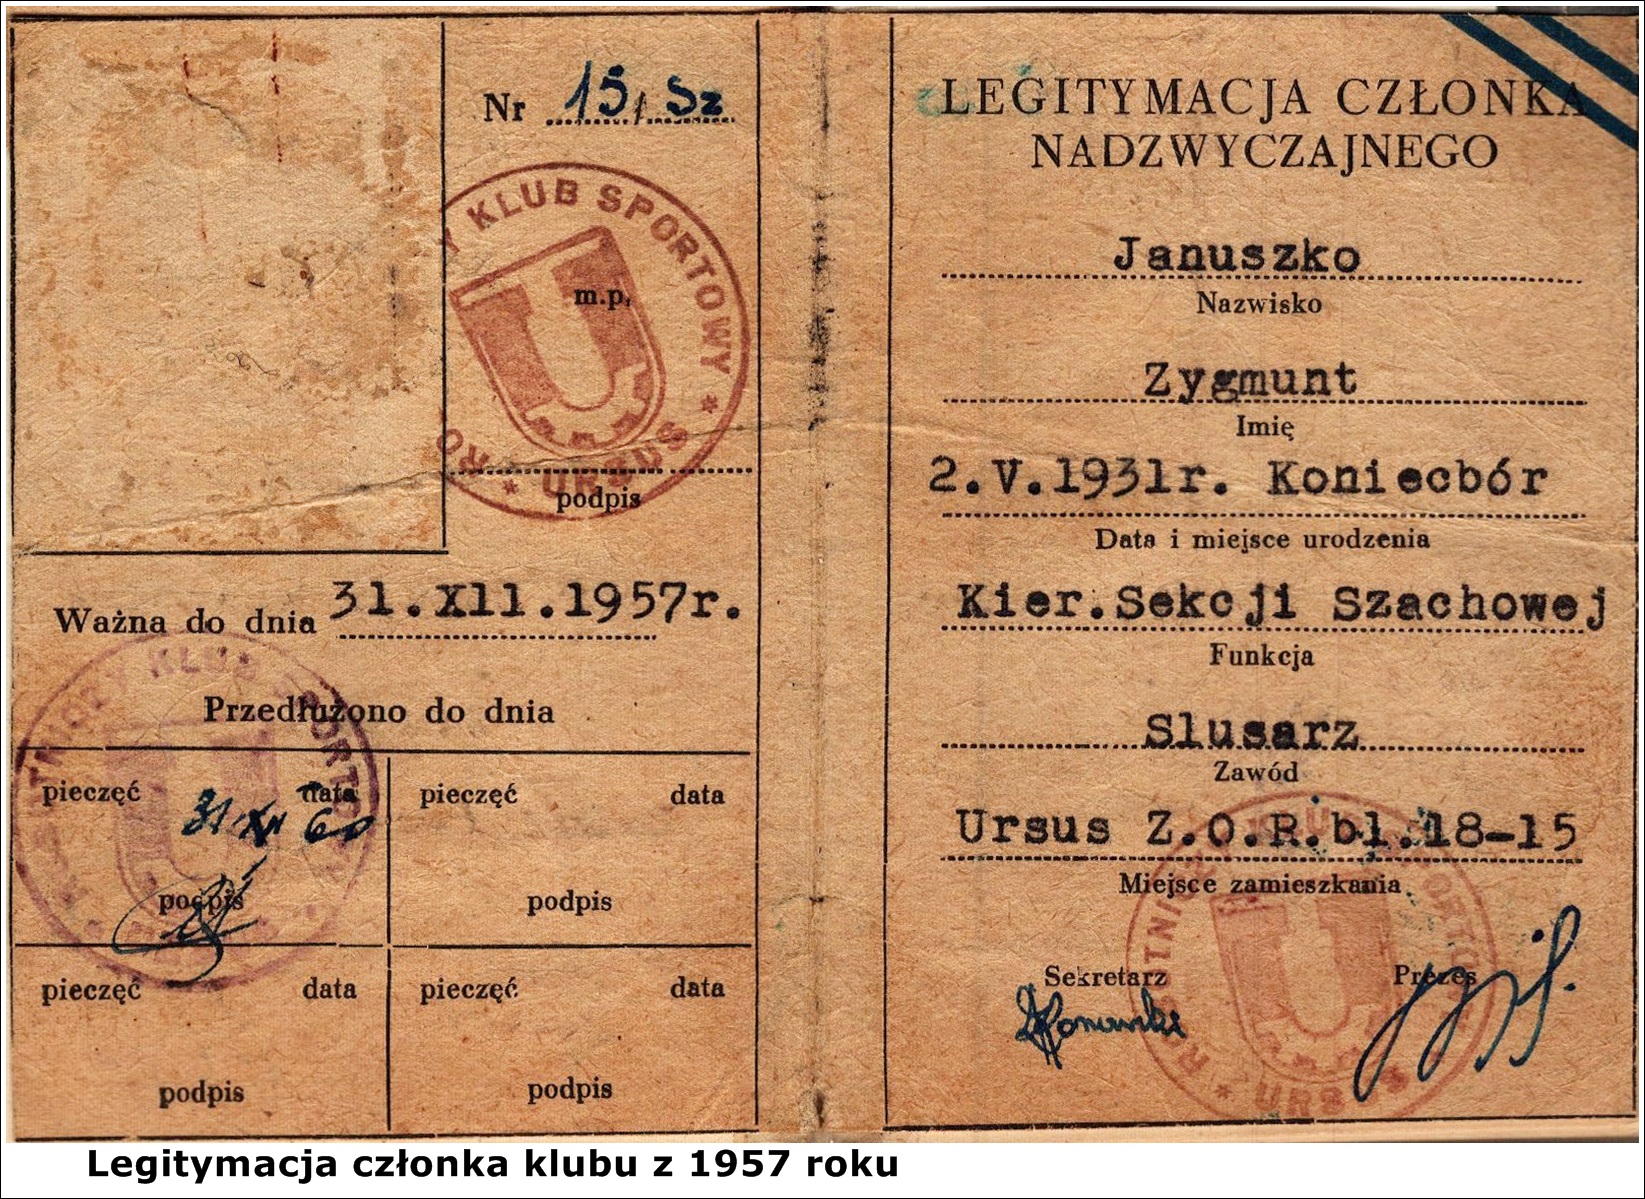 Nr 15/Sz
KLUB SPORTOWY
URSUS
m.p.
podpis
Ważna do dnia 31.XII.1957r.
Przedłużono do dnia
pieczęć data
31.XII 60
podpis
pieczęć data
podpis
pieczęć data
podpis
pieczęć data
podpis
LEGITYMACJA CZŁONKA
NADZWYCZAJNEGO
Januszko
Nazwisko
Zygmunt
Imię
2.V.1931r. Koniecbór
Data i miejsce urodzenia
Kier.Sekcji Szachowej
Funkcja
Slusarz
Zawód
Ursus Z.O.R.bl.18-15
Miejsce zamieszkania
Sekretarz Prezes
URSUS
Legitymacja członka klubu z 1957 roku